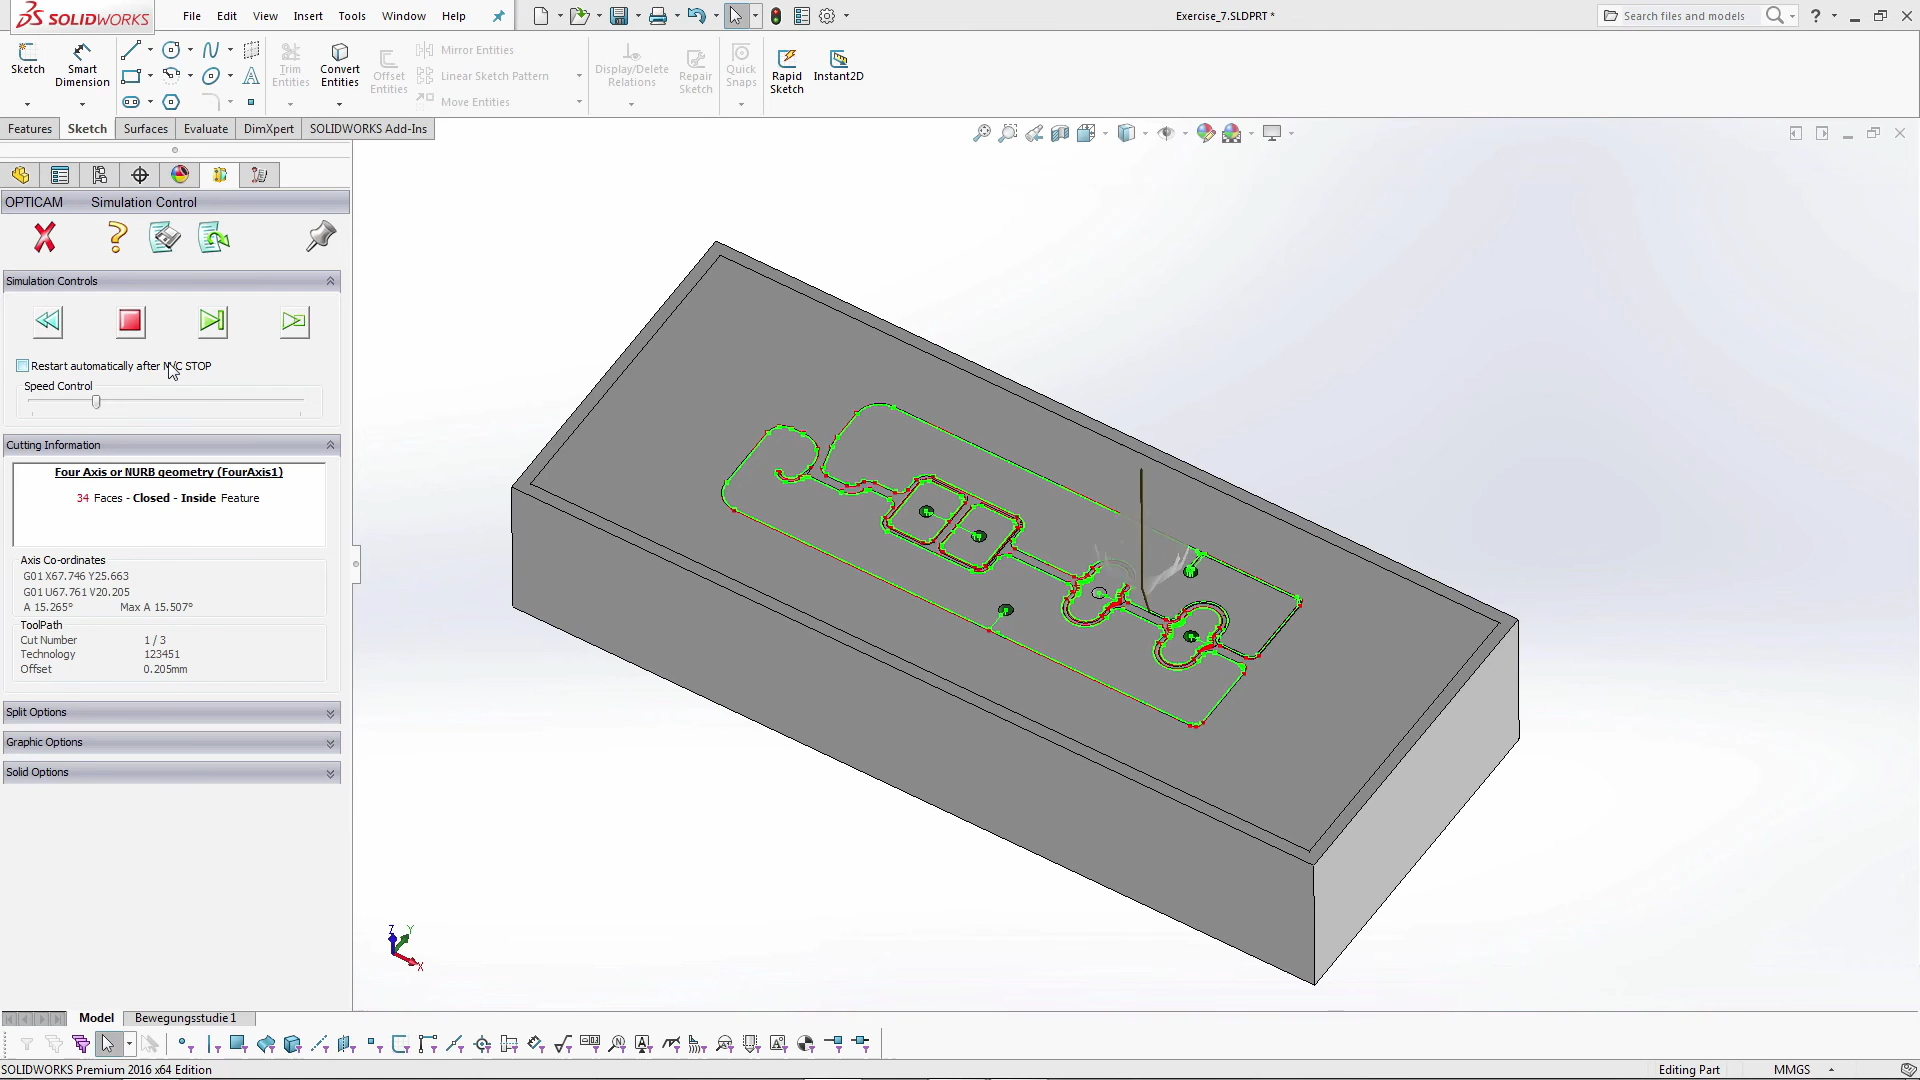 SOLIDWORKS
File Edit View Insert Tools Window Help
Exercise_7.SLDPRT *
Search files and models
Sketch
Smart Dimension
Trim Entities
Convert Entities
Offset Entities
Mirror Entities
Linear Sketch Pattern
Move Entities
Display/Delete Relations
Repair Sketch
Quick Snaps
Rapid Sketch
Instant2D
Features Sketch Surfaces Evaluate DimXpert SOLIDWORKS Add-Ins
OPTICAM Simulation Control
Simulation Controls
Restart automatically after N/C STOP
Speed Control
Cutting Information
Four Axis or NURB geometry (FourAxis1)
34 Faces - Closed - Inside Feature
Axis Co-ordinates
G01 X67.746 Y25.663
G01 U67.761 V20.205
A 15.265° Max A 15.507°
ToolPath
Cut Number 1 / 3
Technology 123451
Offset 0.205mm
Split Options
Graphic Options
Solid Options
Z
Y
X
Model Bewegungsstudie 1
SOLIDWORKS Premium 2016 x64 Edition
Editing Part MMGS